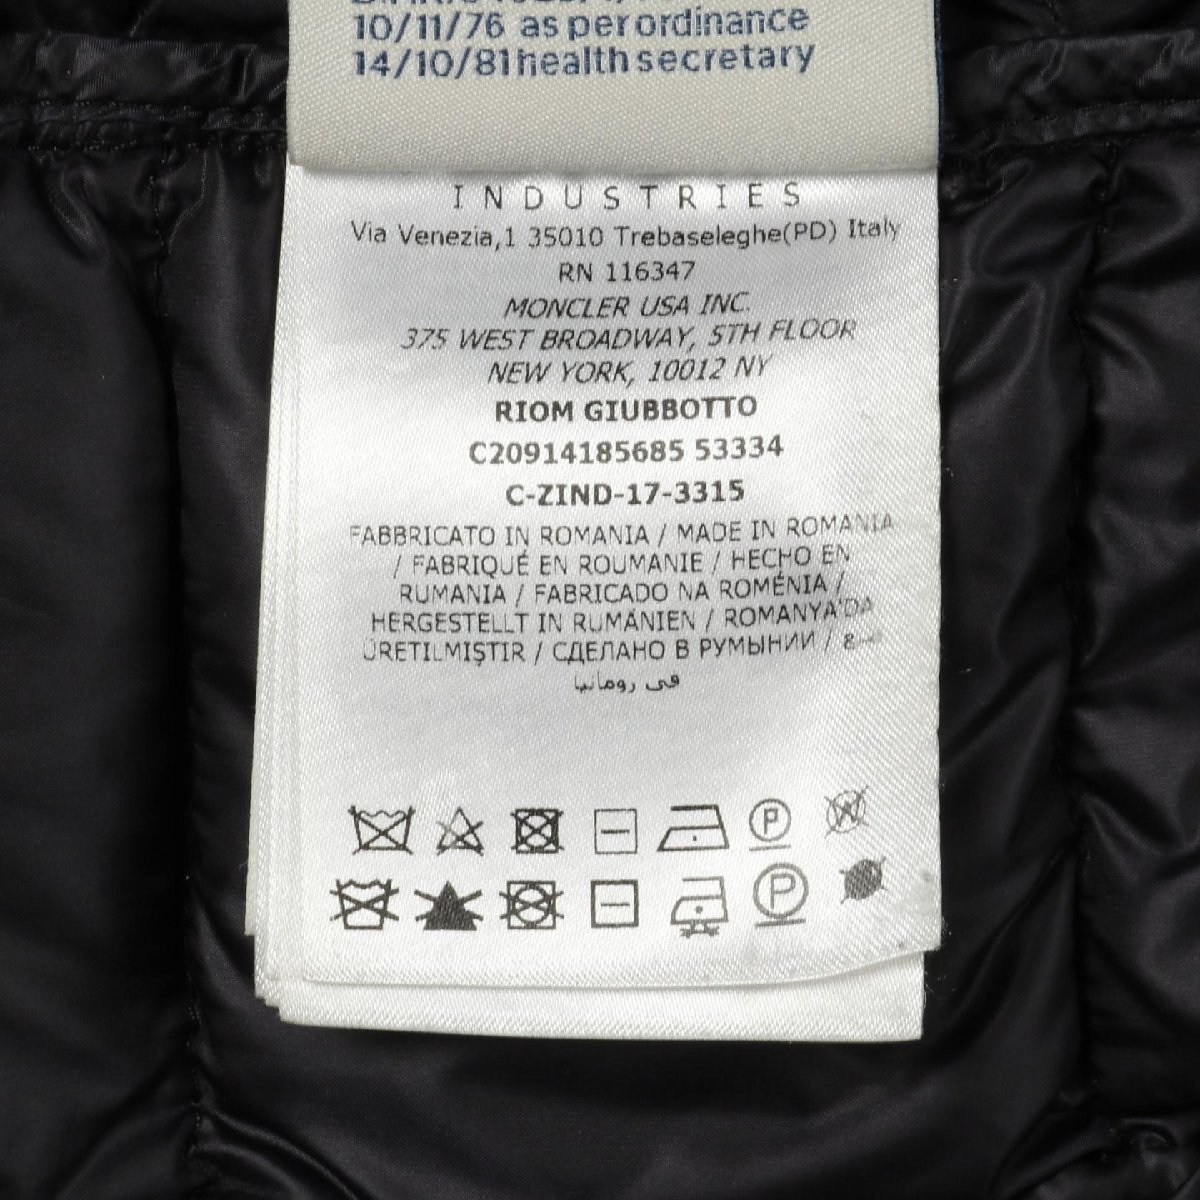 10/11/76 as per ordinance
14/10/81 health secretary
INDUSTRIES
Via Venezia,1 35010 Trebaseleghe(PD) Italy
RN 116347
MONCLER USA INC.
375 WEST BROADWAY, 5TH FLOOR
NEW YORK, 10012 NY
RIOM GIUBBOTTO
C20914185685 53334
C-ZIND-17-3315
FABBRICATO IN ROMANIA / MADE IN ROMANIA
/ FABRIQUÉ EN ROUMANIE / HECHO EN
RUMANIA / FABRICADO NA ROMÉNIA /
HERGESTELLT IN RUMÄNIEN / ROMANYA'DA
ÜRETILMIŞTIR / СДЕЛАНО В РУМЫНИИ /
في رومانيا
P W
P